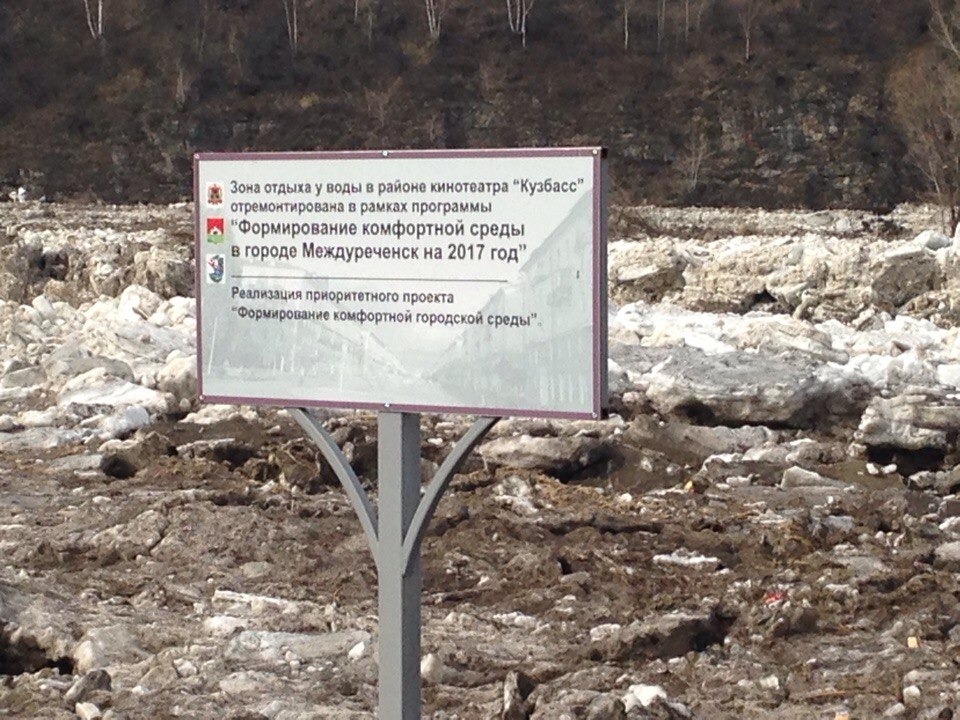 Зона отдыха у воды в районе кинотеатра "Кузбасс"
отремонтирована в рамках программы
"Формирование комфортной среды
в городе Междуреченск на 2017 год"
Реализация приоритетного проекта
"Формирование комфортной городской среды".